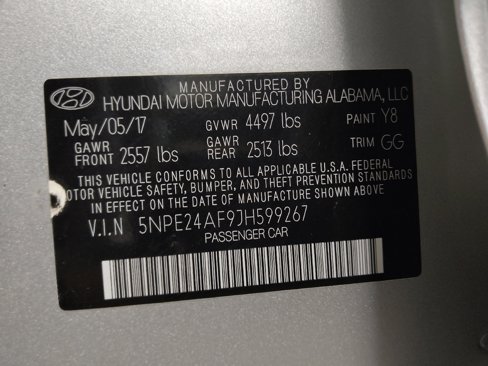 MANUFACTURED BY
HYUNDAI MOTOR MANUFACTURING ALABAMA, LLC
May/05/17 GVWR 4497 lbs PAINT Y8
GAWR FRONT 2557 lbs GAWR REAR 2513 lbs TRIM GG
THIS VEHICLE CONFORMS TO ALL APPLICABLE U.S.A. FEDERAL
MOTOR VEHICLE SAFETY, BUMPER, AND THEFT PREVENTION STANDARDS
IN EFFECT ON THE DATE OF MANUFACTURE SHOWN ABOVE
V.I.N 5NPE24AF9JH599267
PASSENGER CAR